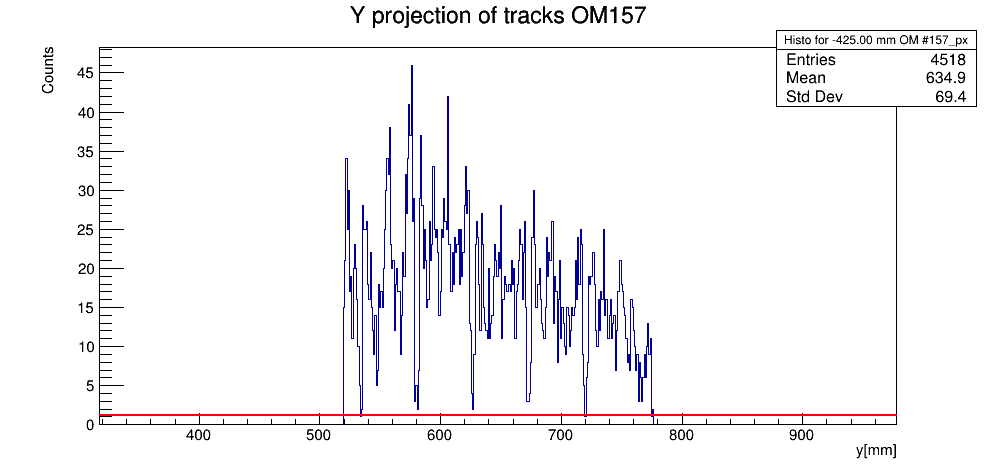 Y projection of tracks OM157
Histo for -425.00 mm OM #157_px
Entries 4518
Mean 634.9
Std Dev 69.4
Counts
45
40
35
30
25
20
15
10
5
0
400 500 600 700 800 900
y[mm]